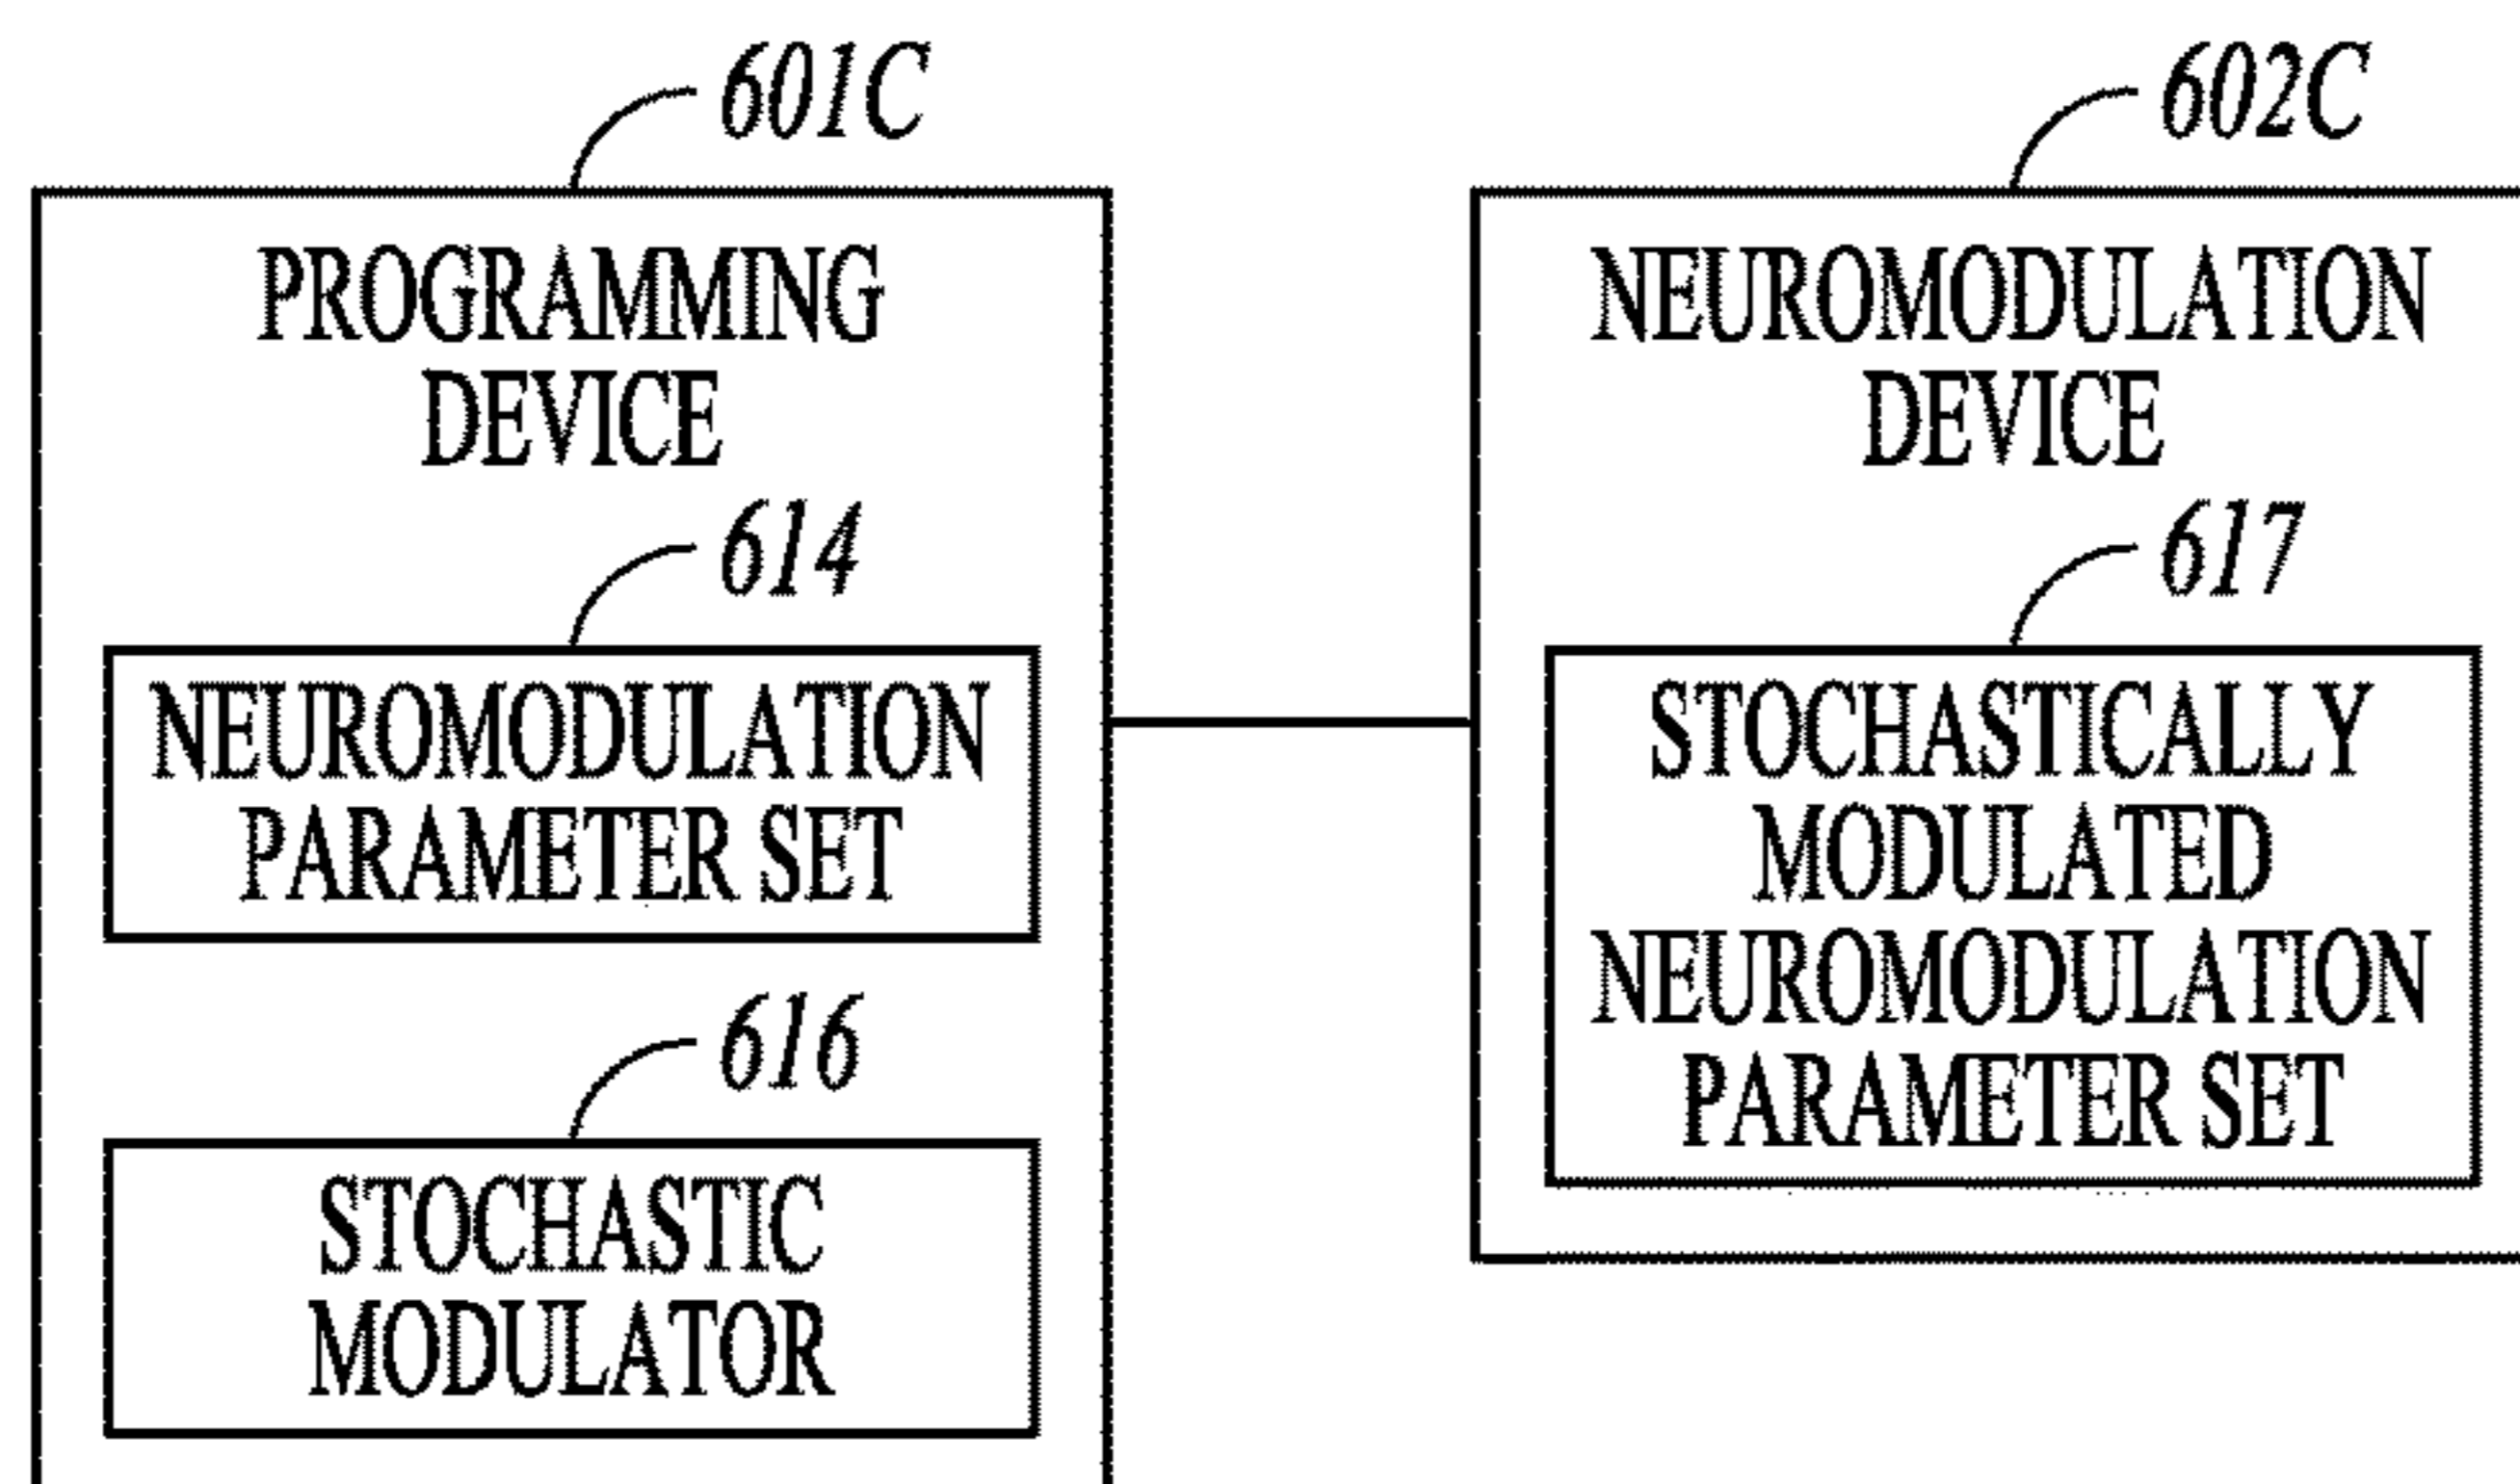 601C
PROGRAMMING
DEVICE
614
NEUROMODULATION
PARAMETER SET
616
STOCHASTIC
MODULATOR
602C
NEUROMODULATION
DEVICE
617
STOCHASTICALLY
MODULATED
NEUROMODULATION
PARAMETER SET